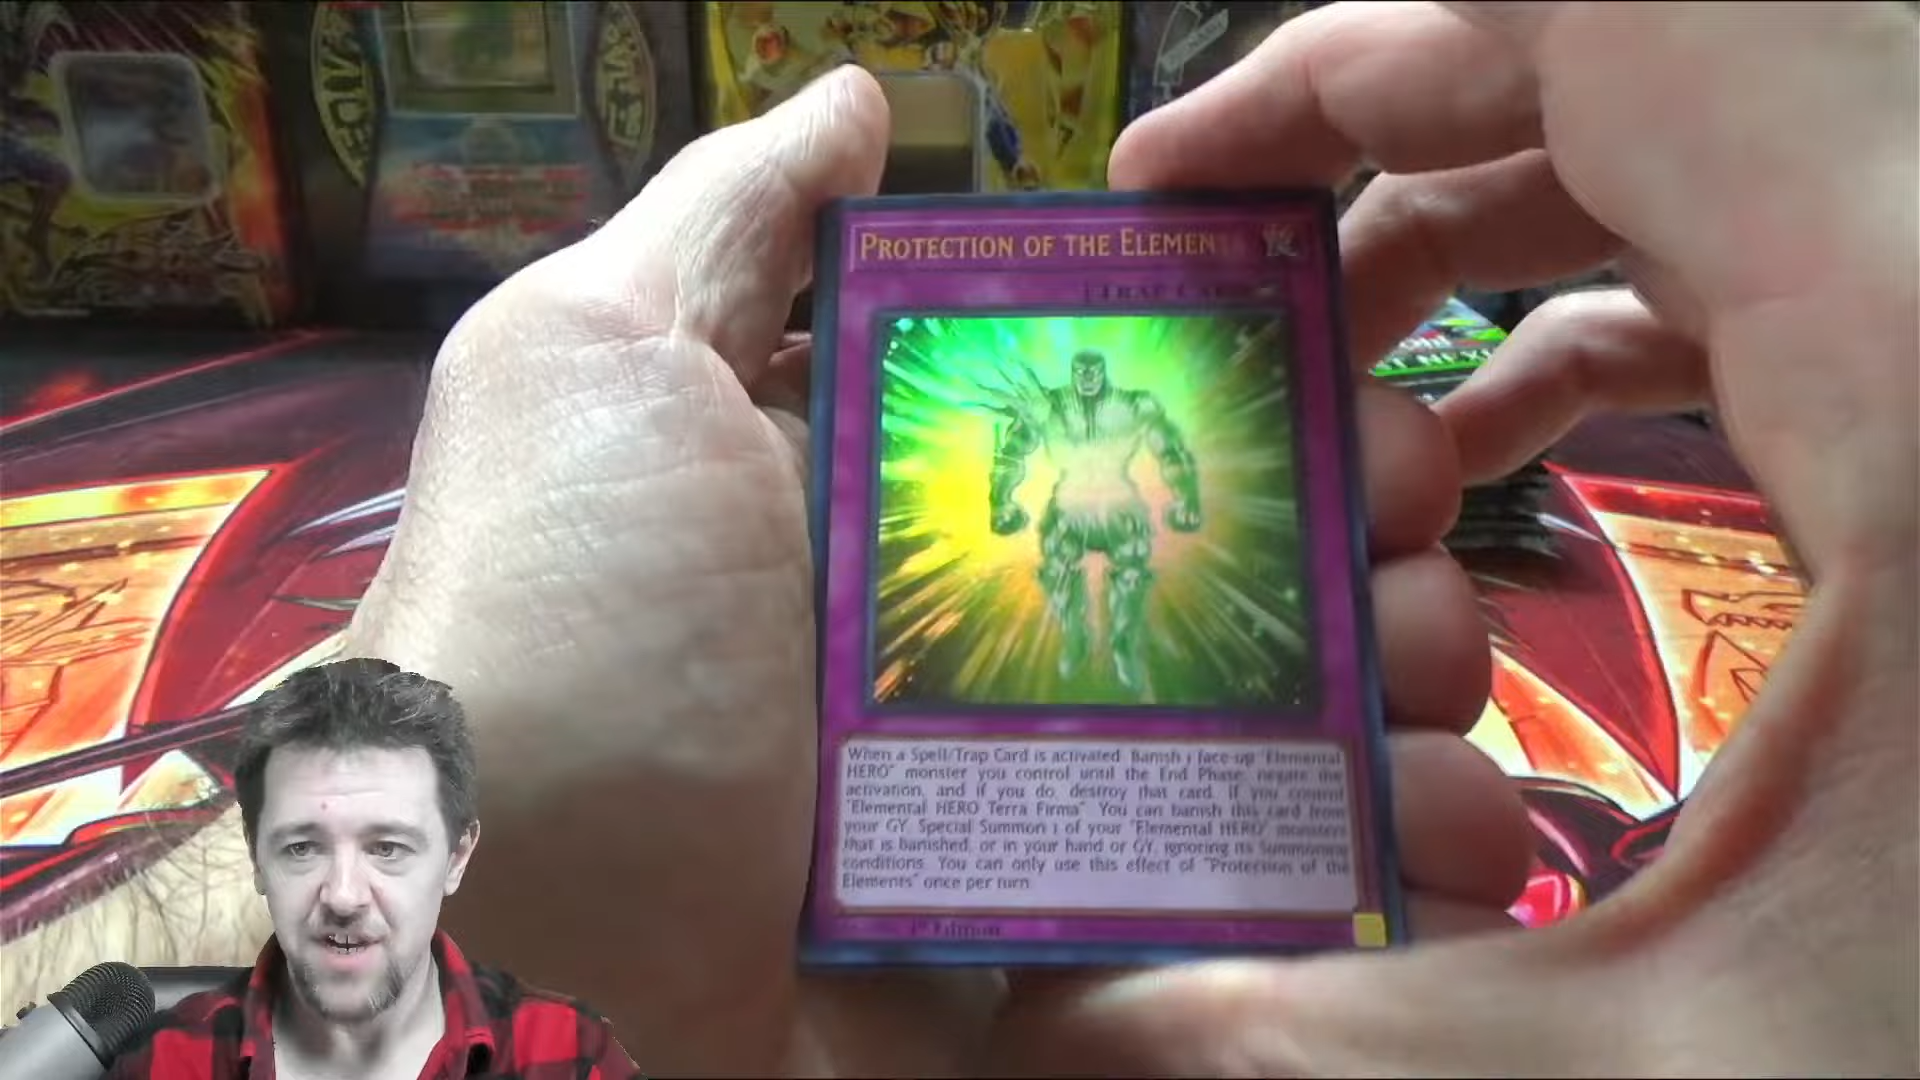 PROTECTION OF THE ELEMENTS
[TRAP CARD
When a Spell/Trap Card is activated: Banish 1 face-up "Elemental
HERO" monster you control until the End Phase; negate the
activation, and if you do, destroy that card. If you control
"Elemental HERO Terra Firma": You can banish this card from
your GY; Special Summon 1 of your "Elemental HERO" monsters
that is banished, or in your hand or GY, ignoring its Summoning
conditions. You can only use this effect of "Protection of the
Elements" once per turn.
1st Edition